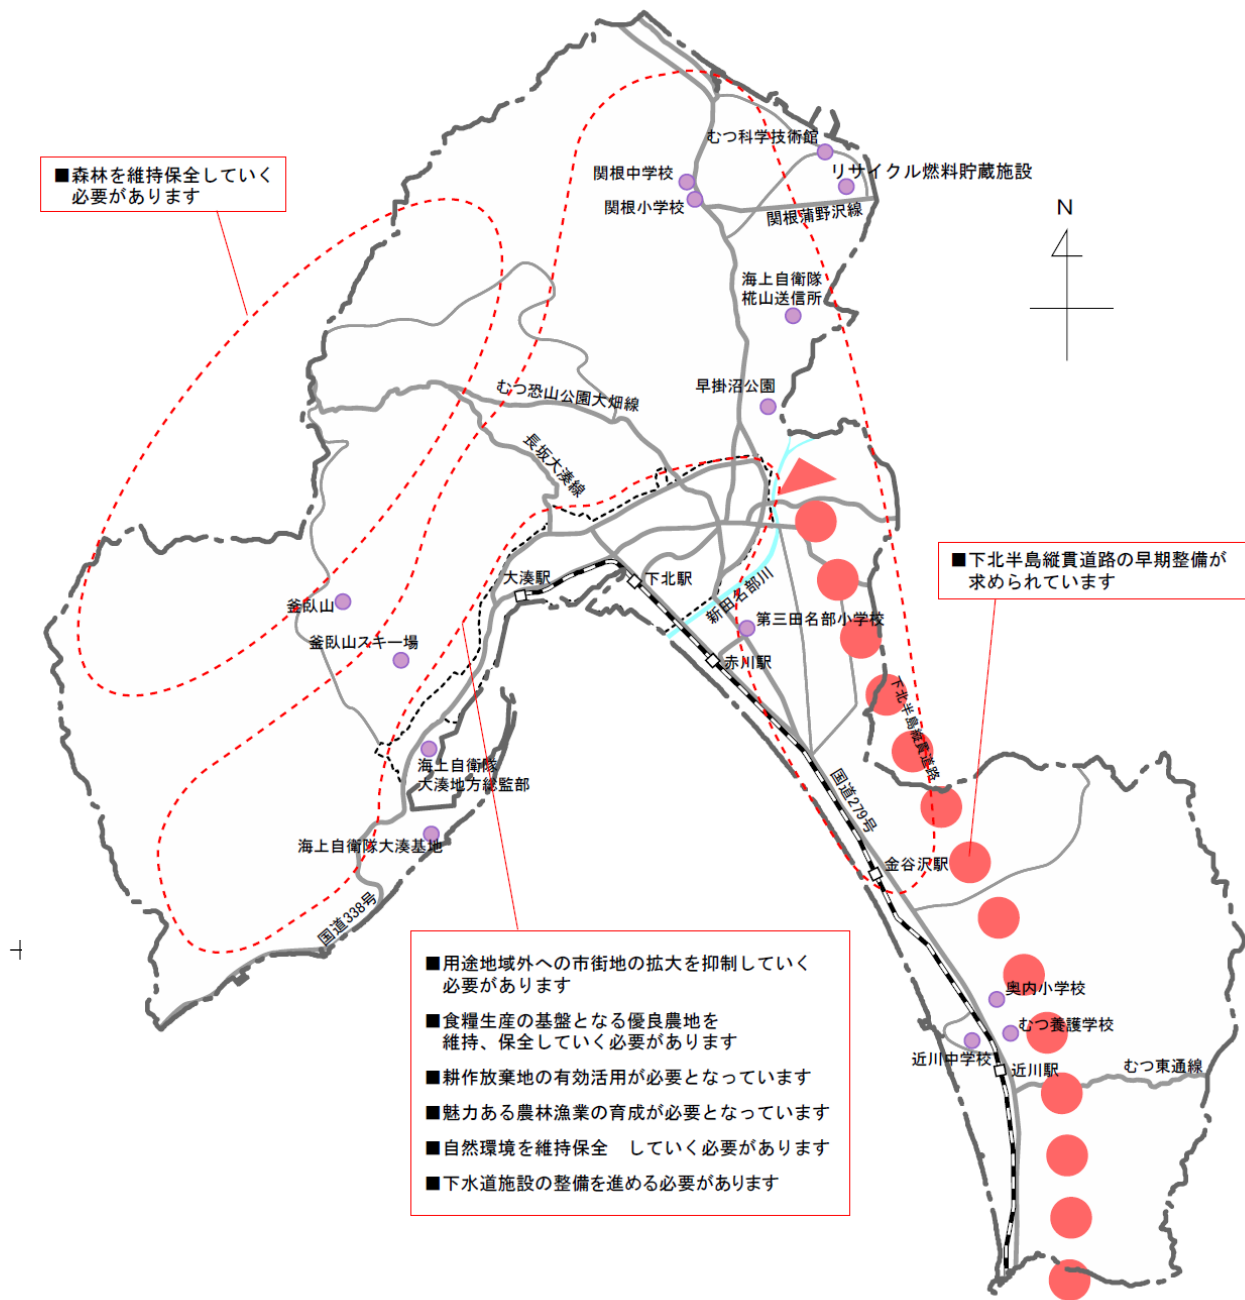 むつ科学技術館
■森林を維持保全していく
必要があります
関根中学校
リサイクル燃料貯蔵施設
関根小学校
関根蒲野沢線
N
海上自衛隊
椛山送信所
早掛沼公園
むつ恐山公園大畑線
長坂大湊線
■下北半島縦貫道路の早期整備が
求められています
大湊駅
下北駅
新田名部川
釜臥山
第三田名部小学校
釜臥山スキー場
赤川駅
下北半島縦貫道路
海上自衛隊
大湊地方総監部
国道279号
海上自衛隊大湊基地
金谷沢駅
国道338号
■用途地域外への市街地の拡大を抑制していく
必要があります
■食糧生産の基盤となる優良農地を
維持、保全していく必要があります
■耕作放棄地の有効活用が必要となっています
■魅力ある農林漁業の育成が必要となっています
■自然環境を維持保全　していく必要があります
■下水道施設の整備を進める必要があります
奥内小学校
むつ養護学校
近川中学校
近川駅
むつ東通線